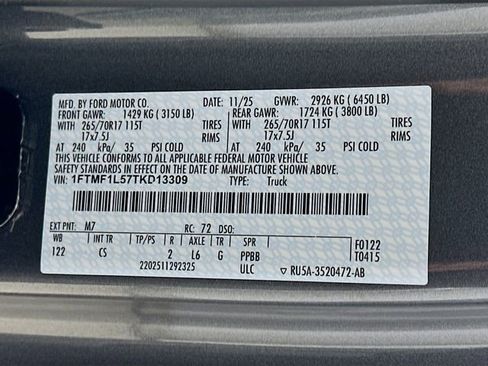 MFD. BY FORD MOTOR CO. DATE: 11/25 GVWR: 2926 KG ( 6450 LB)
FRONT GAWR: 1429 KG ( 3150 LB) REAR GAWR: 1724 KG ( 3800 LB)
WITH 265/70R17 115T TIRES WITH 265/70R17 115T TIRES
17x7.5J RIMS 17x7.5J RIMS
AT 240 kPa/ 35 PSI COLD AT 240 kPa/ 35 PSI COLD
THIS VEHICLE CONFORMS TO ALL APPLICABLE FEDERAL MOTOR VEHICLE
SAFETY STANDARDS IN EFFECT ON THE DATE OF MANUFACTURE SHOWN ABOVE.
VIN: 1FTMF1L57TKD13309 TYPE: Truck
EXT PNT: M7 RC: 72 DSO:
WB INT TR TP/PS R AXLE TR SPR F0122
122 CS 2 L6 G PPBB T0415
2202511292325 ULC ▽ RU5A-3520472-AB